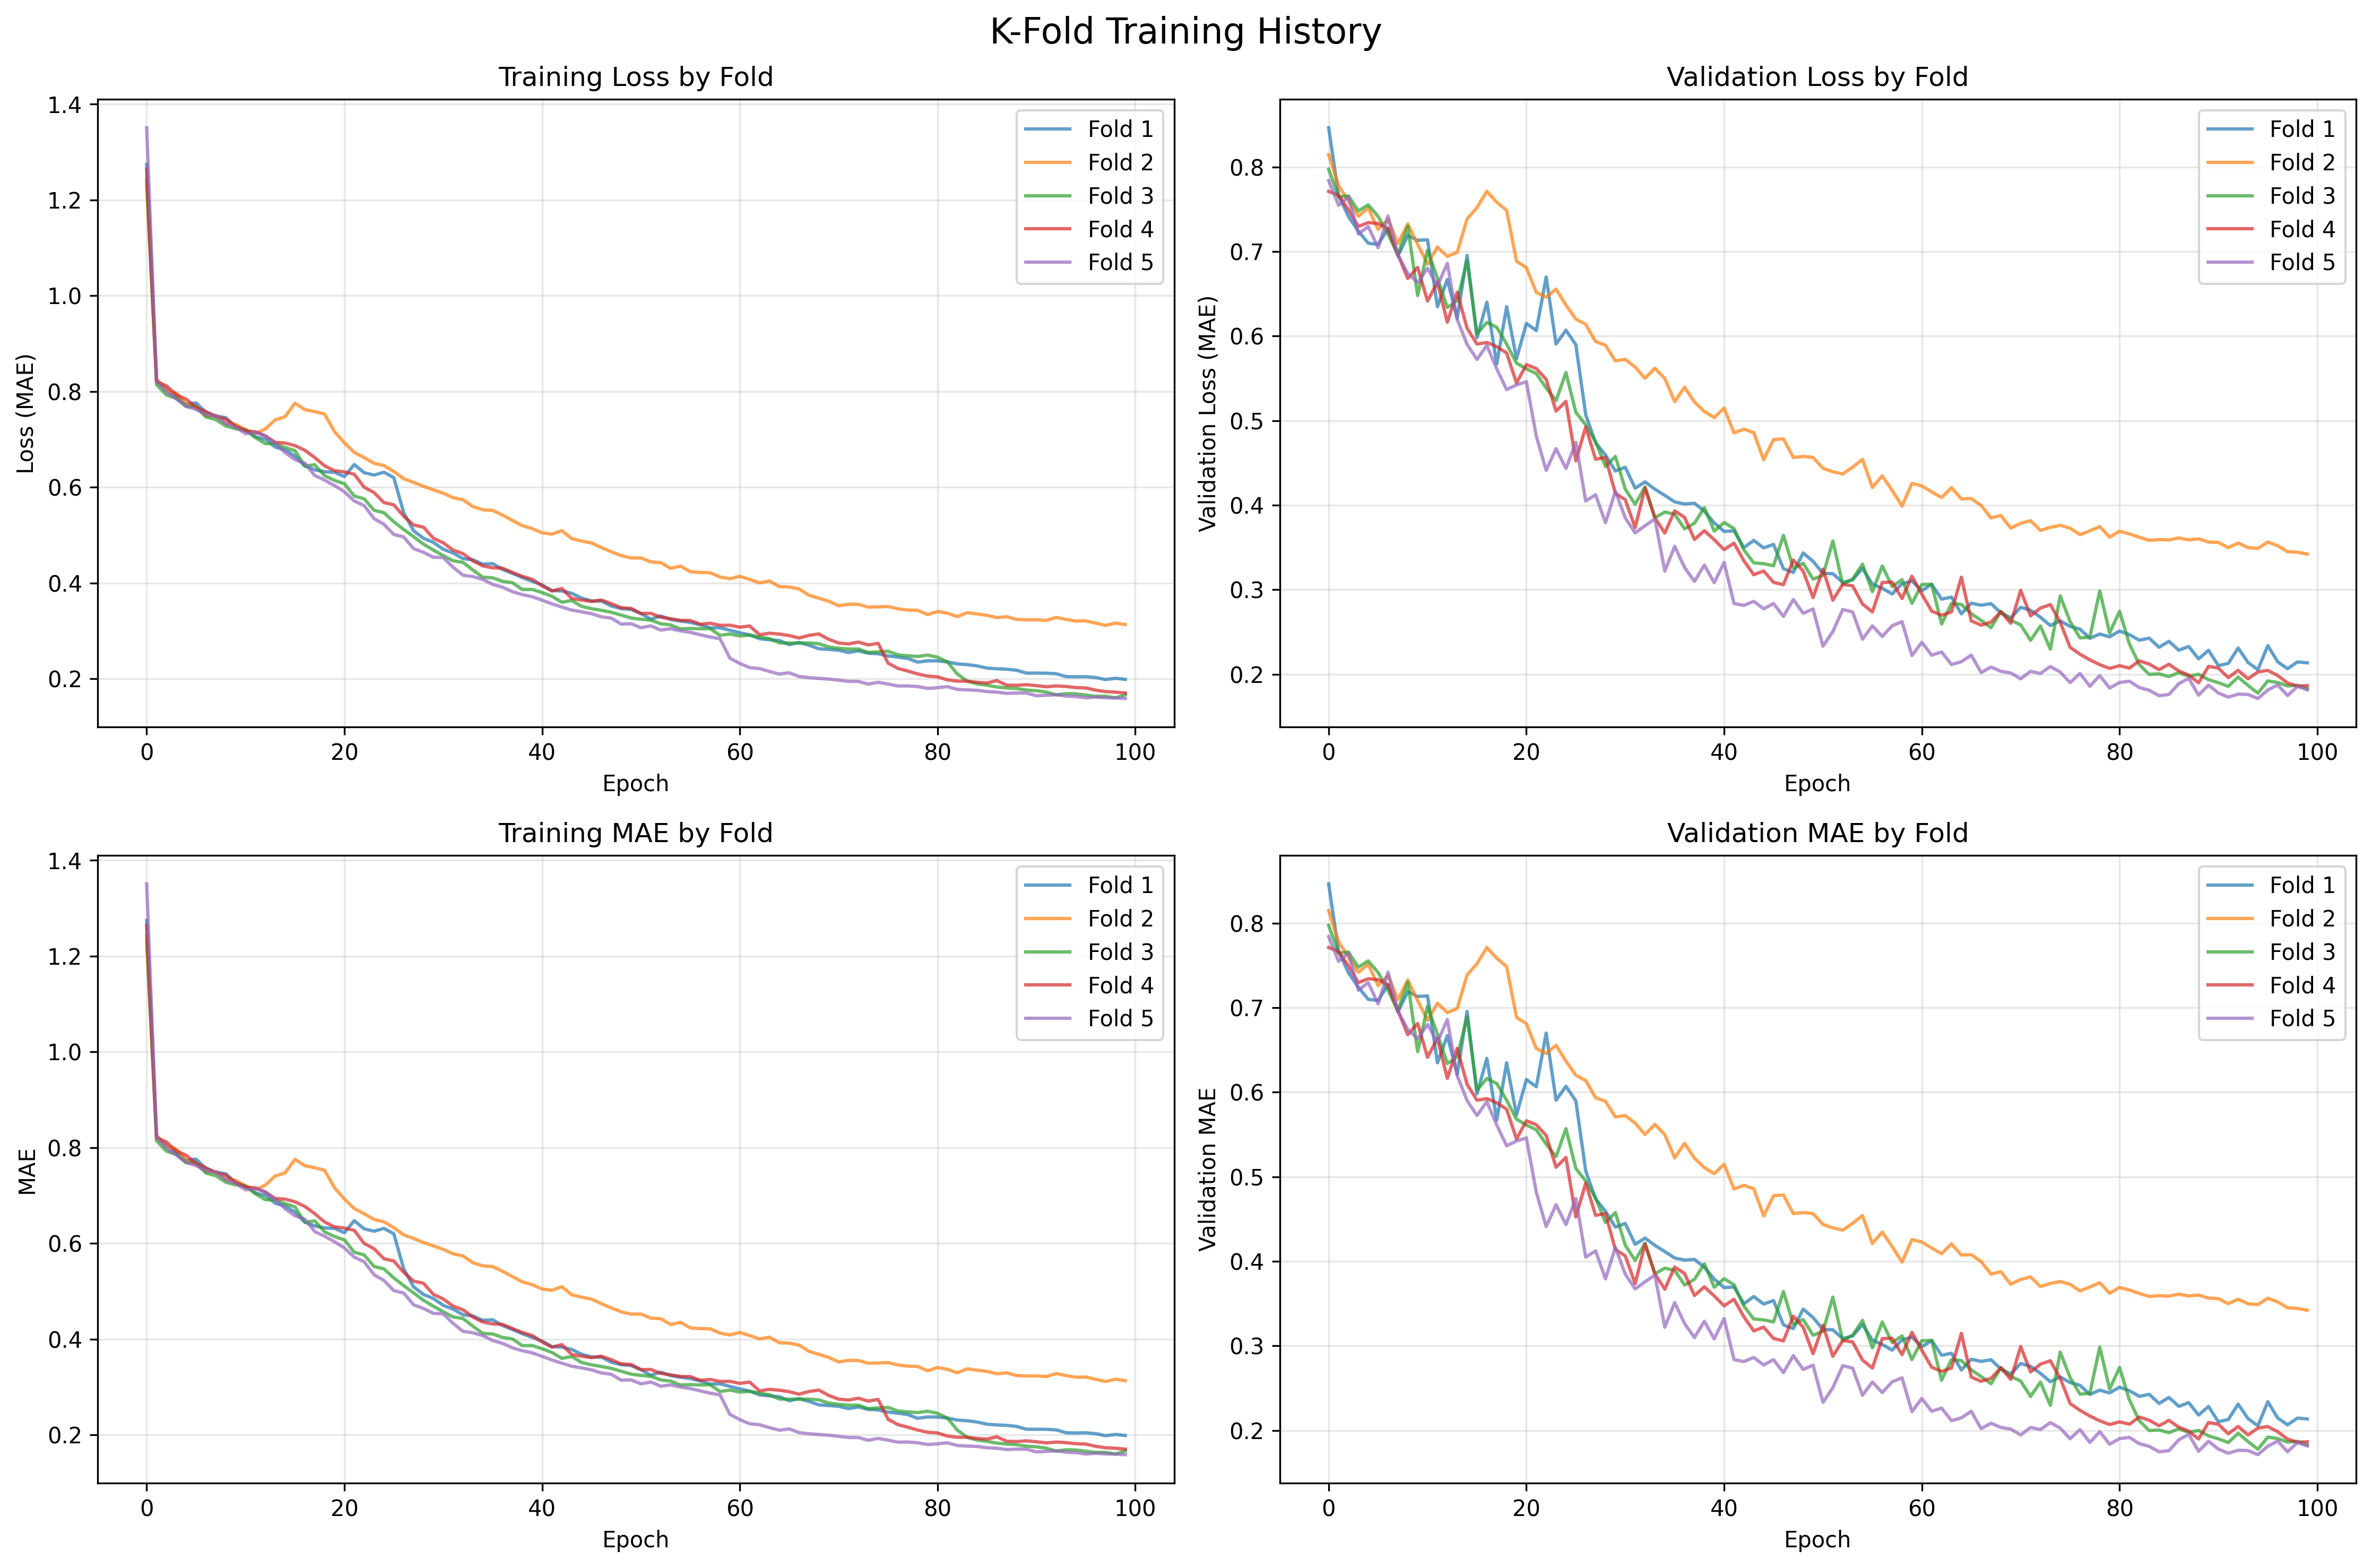 K-Fold Training History
Training Loss by Fold
1.4
1.2
1.0
0.8
0.6
0.4
0.2
Loss (MAE)
0 20 40 60 80 100
Epoch
Fold 1
Fold 2
Fold 3
Fold 4
Fold 5
Validation Loss by Fold
0.8
0.7
0.6
0.5
0.4
0.3
0.2
Validation Loss (MAE)
0 20 40 60 80 100
Epoch
Fold 1
Fold 2
Fold 3
Fold 4
Fold 5
Training MAE by Fold
1.4
1.2
1.0
0.8
0.6
0.4
0.2
MAE
0 20 40 60 80 100
Epoch
Fold 1
Fold 2
Fold 3
Fold 4
Fold 5
Validation MAE by Fold
0.8
0.7
0.6
0.5
0.4
0.3
0.2
Validation MAE
0 20 40 60 80 100
Epoch
Fold 1
Fold 2
Fold 3
Fold 4
Fold 5